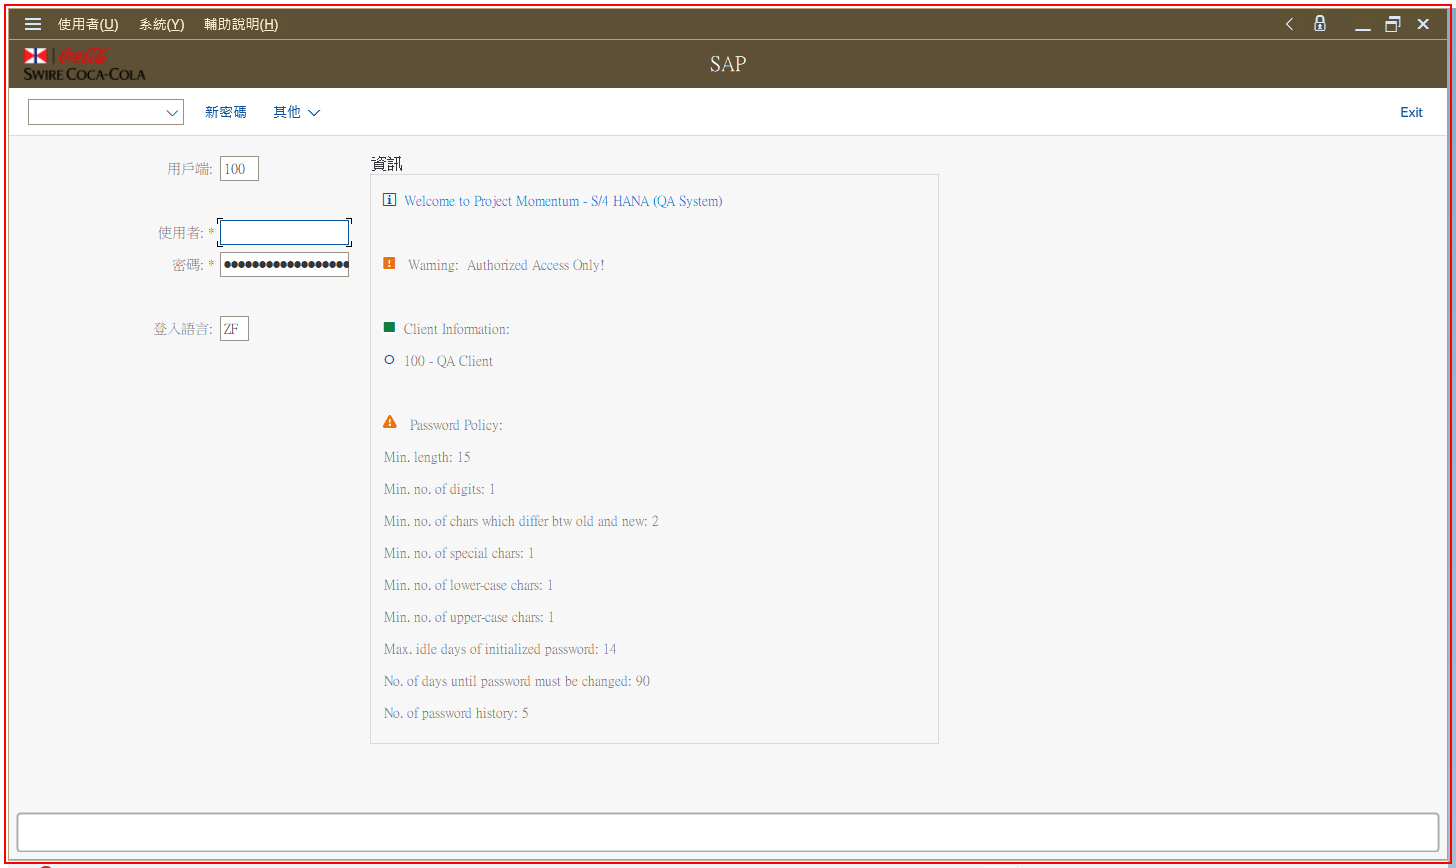 使用者(U) 系統(Y) 輔助說明(H)
Coca-Cola
SWIRE COCA-COLA
SAP
新密碼 其他 Exit
用戶端: 100
使用者: *
密碼: *
登入語言: ZF
資訊
Welcome to Project Momentum - S/4 HANA (QA System)
Warning: Authorized Access Only!
Client Information:
100 - QA Client
Password Policy:
Min. length: 15
Min. no. of digits: 1
Min. no. of chars which differ btw old and new: 2
Min. no. of special chars: 1
Min. no. of lower-case chars: 1
Min. no. of upper-case chars: 1
Max. idle days of initialized password: 14
No. of days until password must be changed: 90
No. of password history: 5